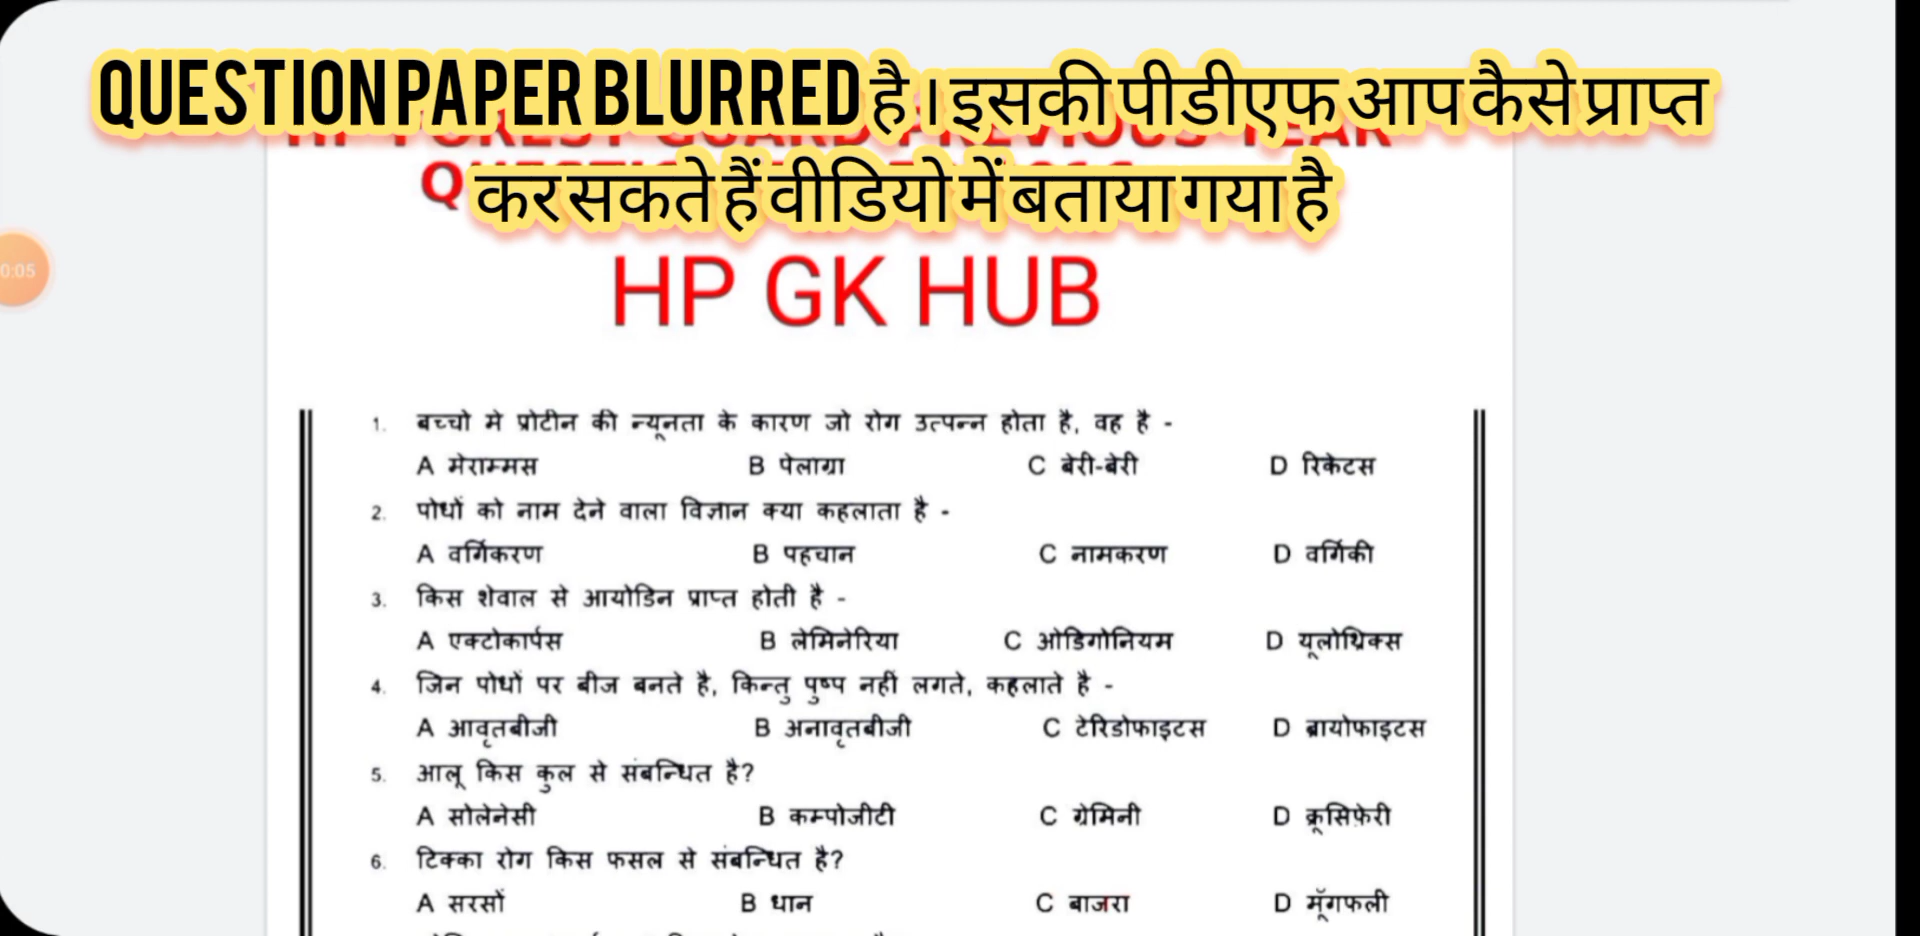 QUESTION PAPER BLURRED है । इसकी पीडीएफ आप कैसे प्राप्त
कर सकते हैं वीडियो में बताया गया है
HP GK HUB
0:05
1. बच्चो मे प्रोटीन की न्यूनता के कारण जो रोग उत्पन्न होता है, वह है -
A मेराम्मस B पेलाग्रा C बेरी-बेरी D रिकेटस
2. पोधों को नाम देने वाला विज्ञान क्या कहलाता है -
A वर्गिकरण B पहचान C नामकरण D वर्गिकी
3. किस शेवाल से आयोडिन प्राप्त होती है -
A एक्टोकार्पस B लेमिनेरिया C ओडिगोनियम D यूलोथ्रिक्स
4. जिन पोधों पर बीज बनते है, किन्तु पुष्प नहीं लगते, कहलाते है -
A आवृतबीजी B अनावृतबीजी C टेरिडोफाइटस D ब्रायोफाइटस
5. आलू किस कुल से संबन्धित है?
A सोलेनेसी B कम्पोजीटी C ग्रेमिनी D क्रूसिफ़ेरी
6. टिक्का रोग किस फसल से संबन्धित है?
A सरसों B धान C बाजरा D मूँगफली